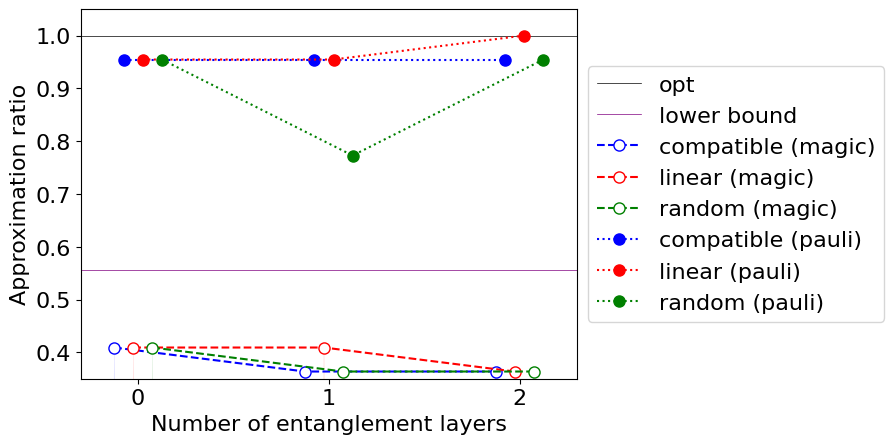 1.0
0.9
0.8
0.7
0.6
0.5
0.4
Approximation ratio
0
1
2
Number of entanglement layers
opt
lower bound
compatible (magic)
linear (magic)
random (magic)
compatible (pauli)
linear (pauli)
random (pauli)